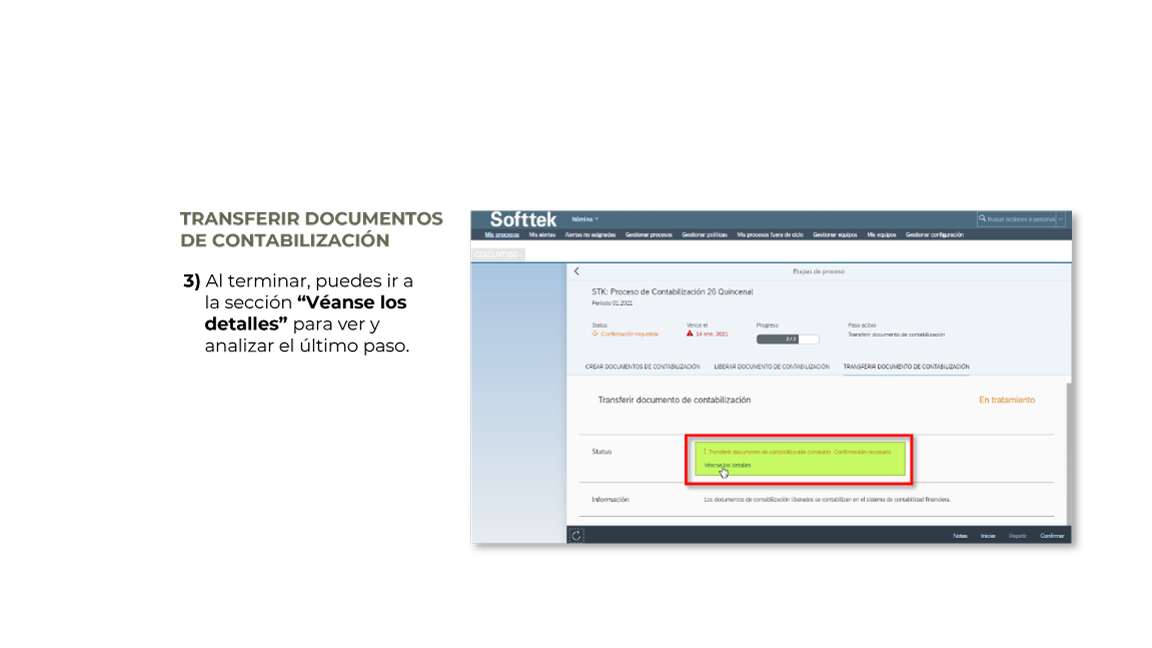 TRANSFERIR DOCUMENTOS
DE CONTABILIZACIÓN
3) Al terminar, puedes ir a
la sección “Véanse los
detalles” para ver y
analizar el último paso.
Softtek
Nómina
Buscar acciones o personas
Mis procesos Mis alertas Alertas no asignadas Gestionar procesos Gestionar políticas Mis procesos fuera de ciclo Gestionar equipos Mis equipos Gestionar configuración
Etapas de proceso
STK: Proceso de Contabilización 26 Quincenal
Período 01.2021
Status Vence el Progreso Paso activo
Confirmación requerida 14 ene. 2021 2 / 3 Transferir documento de contabilización
CREAR DOCUMENTOS DE CONTABILIZACIÓN LIBERAR DOCUMENTO DE CONTABILIZACIÓN TRANSFERIR DOCUMENTO DE CONTABILIZACIÓN
Transferir documento de contabilización En tratamiento
Status ! Transferir documento de contabilización concluido. Confirmación necesaria.
Véanse los detalles
Información Los documentos de contabilización liberados se contabilizan en el sistema de contabilidad financiera.
Notas Iniciar Repetir Confirmar